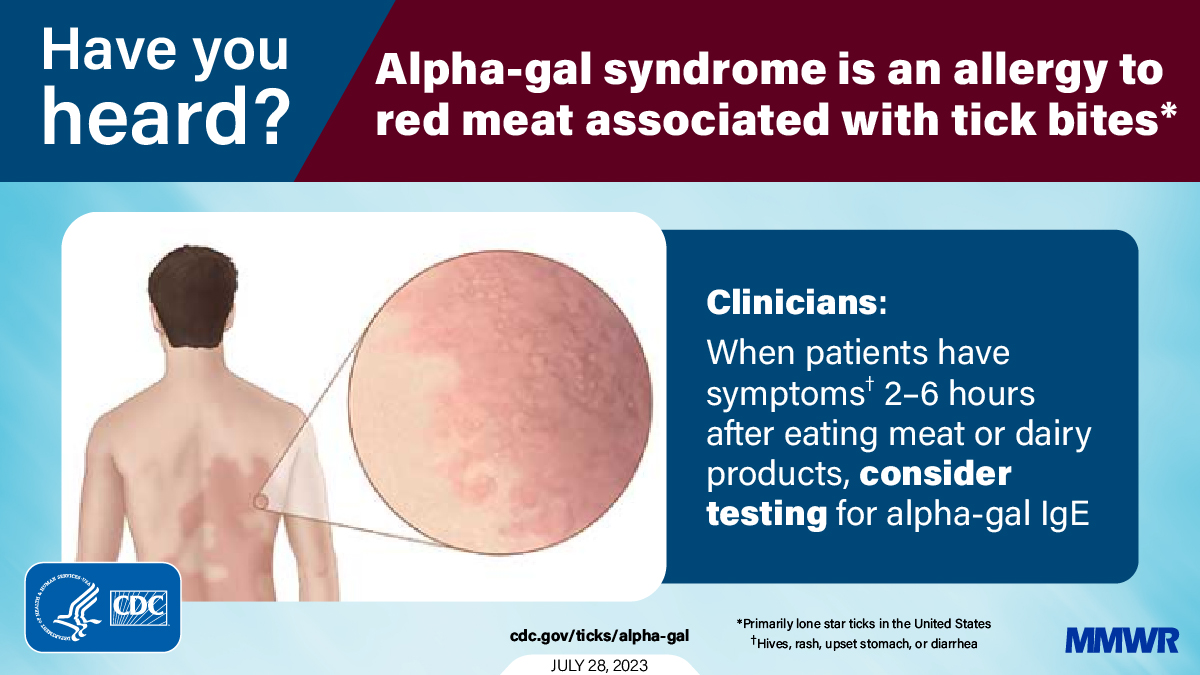 Have you
heard?
Alpha-gal syndrome is an allergy to
red meat associated with tick bites*
Clinicians:
When patients have
symptoms† 2–6 hours
after eating meat or dairy
products, consider
testing for alpha-gal IgE
DEPARTMENT OF HEALTH & HUMAN SERVICES • USA
CDC
cdc.gov/ticks/alpha-gal
JULY 28, 2023
*Primarily lone star ticks in the United States
†Hives, rash, upset stomach, or diarrhea
MMWR